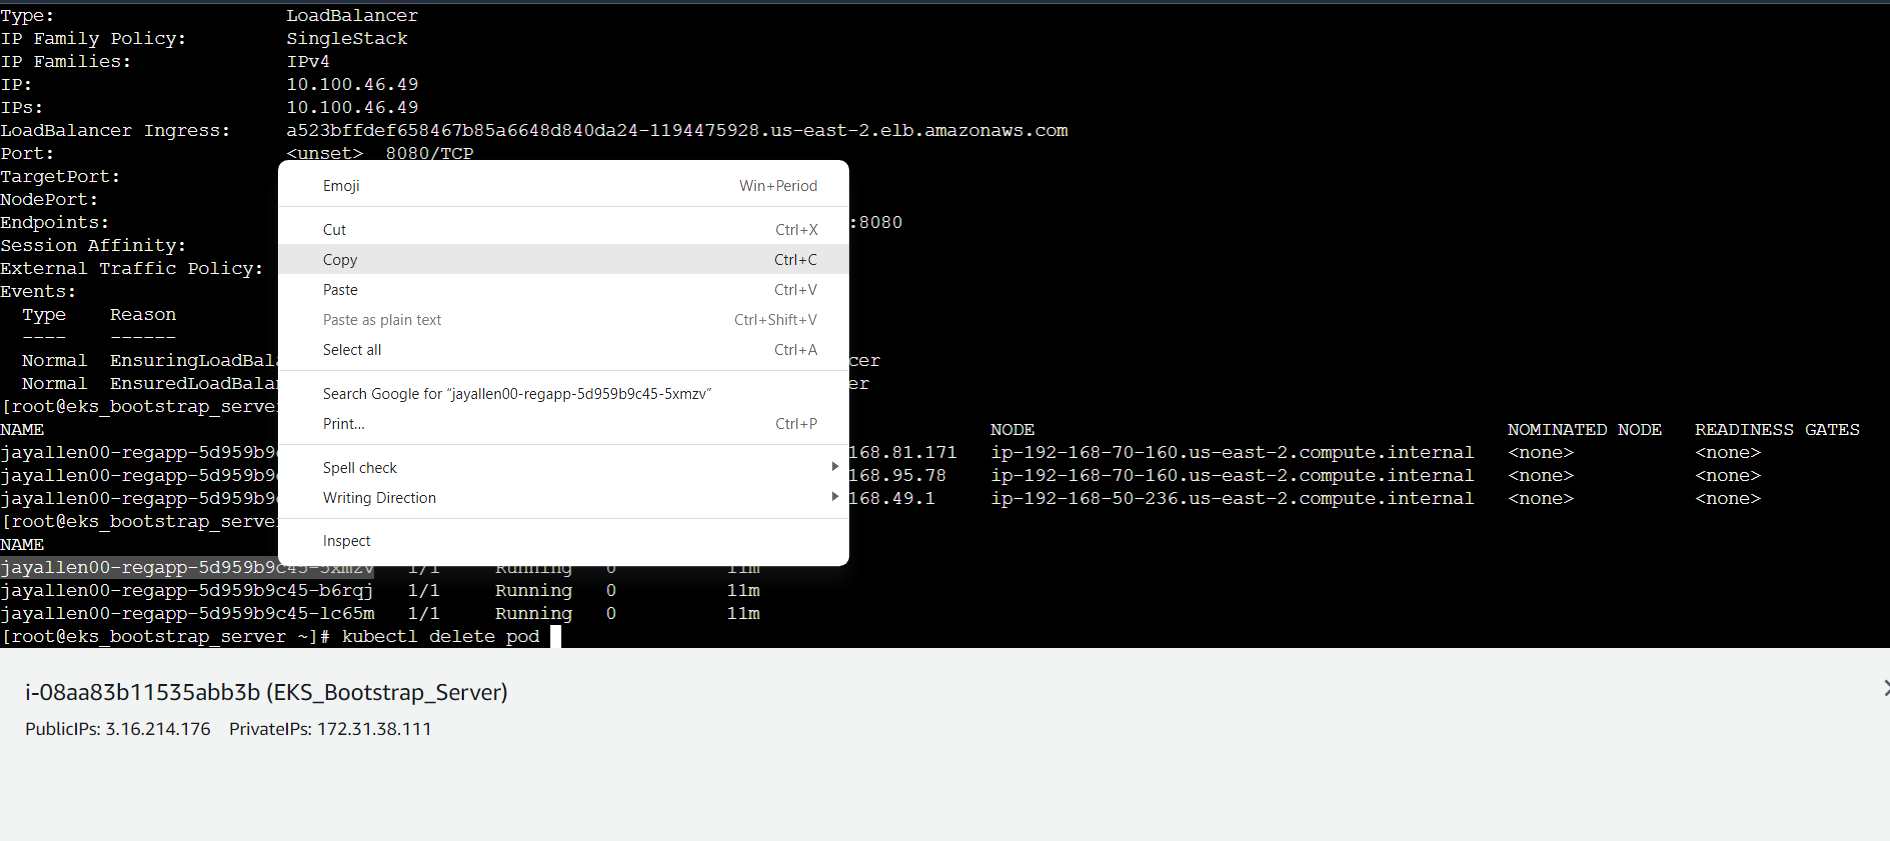 Type: LoadBalancer
IP Family Policy: SingleStack
IP Families: IPv4
IP: 10.100.46.49
IPs: 10.100.46.49
LoadBalancer Ingress: a523bffdef658467b85a6648d840da24-1194475928.us-east-2.elb.amazonaws.com
Port: <unset> 8080/TCP
TargetPort:
NodePort:
Endpoints: :8080
Session Affinity:
External Traffic Policy:
Events:
Type Reason
---- ------
Normal EnsuringLoadBala cer
Normal EnsuredLoadBalan er
[root@eks_bootstrap_server
NAME NODE NOMINATED NODE READINESS GATES
jayallen00-regapp-5d959b9c 168.81.171 ip-192-168-70-160.us-east-2.compute.internal <none> <none>
jayallen00-regapp-5d959b9c 168.95.78 ip-192-168-70-160.us-east-2.compute.internal <none> <none>
jayallen00-regapp-5d959b9c 168.49.1 ip-192-168-50-236.us-east-2.compute.internal <none> <none>
[root@eks_bootstrap_server
NAME
jayallen00-regapp-5d959b9c45-5xmzv 1/1 Running 0 11m
jayallen00-regapp-5d959b9c45-b6rqj 1/1 Running 0 11m
jayallen00-regapp-5d959b9c45-lc65m 1/1 Running 0 11m
[root@eks_bootstrap_server ~]# kubectl delete pod
Emoji Win+Period
Cut Ctrl+X
Copy Ctrl+C
Paste Ctrl+V
Paste as plain text Ctrl+Shift+V
Select all Ctrl+A
Search Google for “jayallen00-regapp-5d959b9c45-5xmzv”
Print... Ctrl+P
Spell check
Writing Direction
Inspect
i-08aa83b11535abb3b (EKS_Bootstrap_Server)
PublicIPs: 3.16.214.176 PrivateIPs: 172.31.38.111